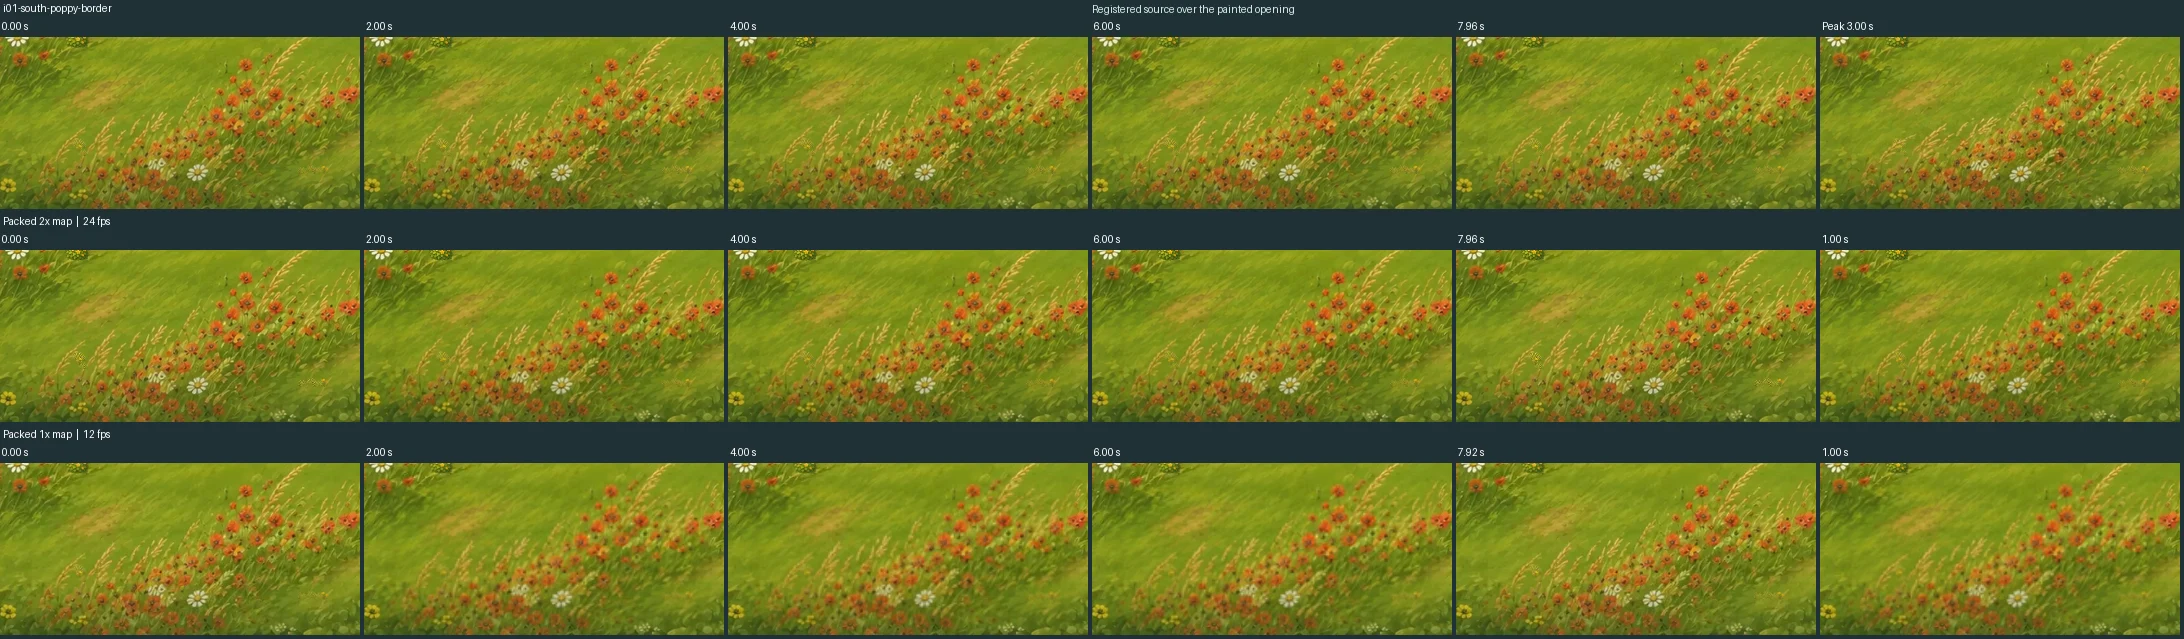 i01-south-poppy-border
Registered source over the painted opening
0.00 s
2.00 s
4.00 s
6.00 s
7.96 s
Peak 3.00 s
Packed 2x map | 24 fps
0.00 s
2.00 s
4.00 s
6.00 s
7.96 s
1.00 s
Packed 1x map | 12 fps
0.00 s
2.00 s
4.00 s
6.00 s
7.92 s
1.00 s